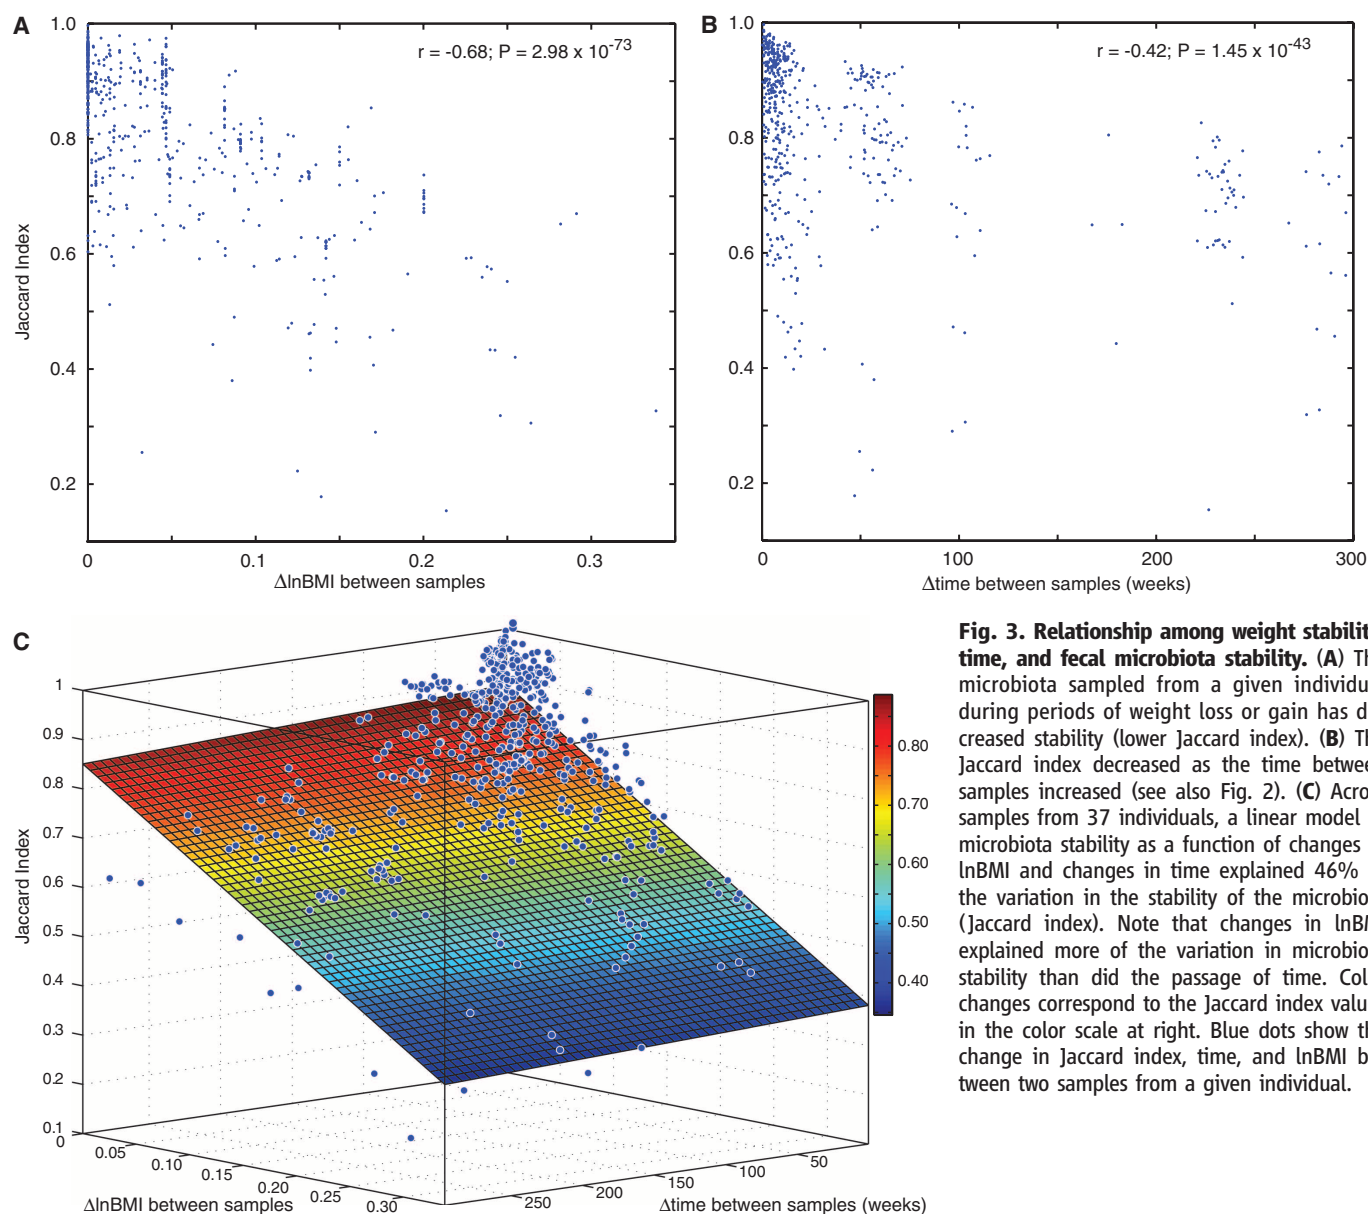 A
r = -0.68; P = 2.98 x 10-73
1.0
0.8
0.6
0.4
0.2
Jaccard Index
0
0.1
0.2
0.3
ΔlnBMI between samples
B
r = -0.42; P = 1.45 x 10-43
1.0
0.8
0.6
0.4
0.2
0
100
200
300
Δtime between samples (weeks)
C
1
0.9
0.8
0.7
0.6
0.5
0.4
0.3
0.2
0.1
Jaccard Index
0
0.05
0.10
0.15
0.20
0.25
0.30
ΔlnBMI between samples
250
200
150
100
50
Δtime between samples (weeks)
0.80
0.70
0.60
0.50
0.40
Fig. 3. Relationship among weight stabilit
time, and fecal microbiota stability. (A) Th
microbiota sampled from a given individu
during periods of weight loss or gain has d
creased stability (lower Jaccard index). (B) Th
Jaccard index decreased as the time betwee
samples increased (see also Fig. 2). (C) Acro
samples from 37 individuals, a linear model
microbiota stability as a function of changes
lnBMI and changes in time explained 46%
the variation in the stability of the microbio
(Jaccard index). Note that changes in lnBM
explained more of the variation in microbio
stability than did the passage of time. Col
changes correspond to the Jaccard index valu
in the color scale at right. Blue dots show th
change in Jaccard index, time, and lnBMI b
tween two samples from a given individual.